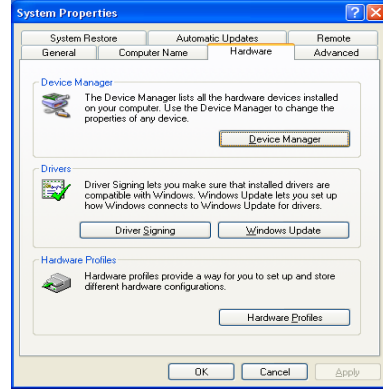 System Properties
System Restore Automatic Updates Remote
General Computer Name Hardware Advanced
Device Manager
The Device Manager lists all the hardware devices installed
on your computer. Use the Device Manager to change the
properties of any device.
Device Manager
Drivers
Driver Signing lets you make sure that installed drivers are
compatible with Windows. Windows Update lets you set up
how Windows connects to Windows Update for drivers.
Driver Signing Windows Update
Hardware Profiles
Hardware profiles provide a way for you to set up and store
different hardware configurations.
Hardware Profiles
OK Cancel Apply